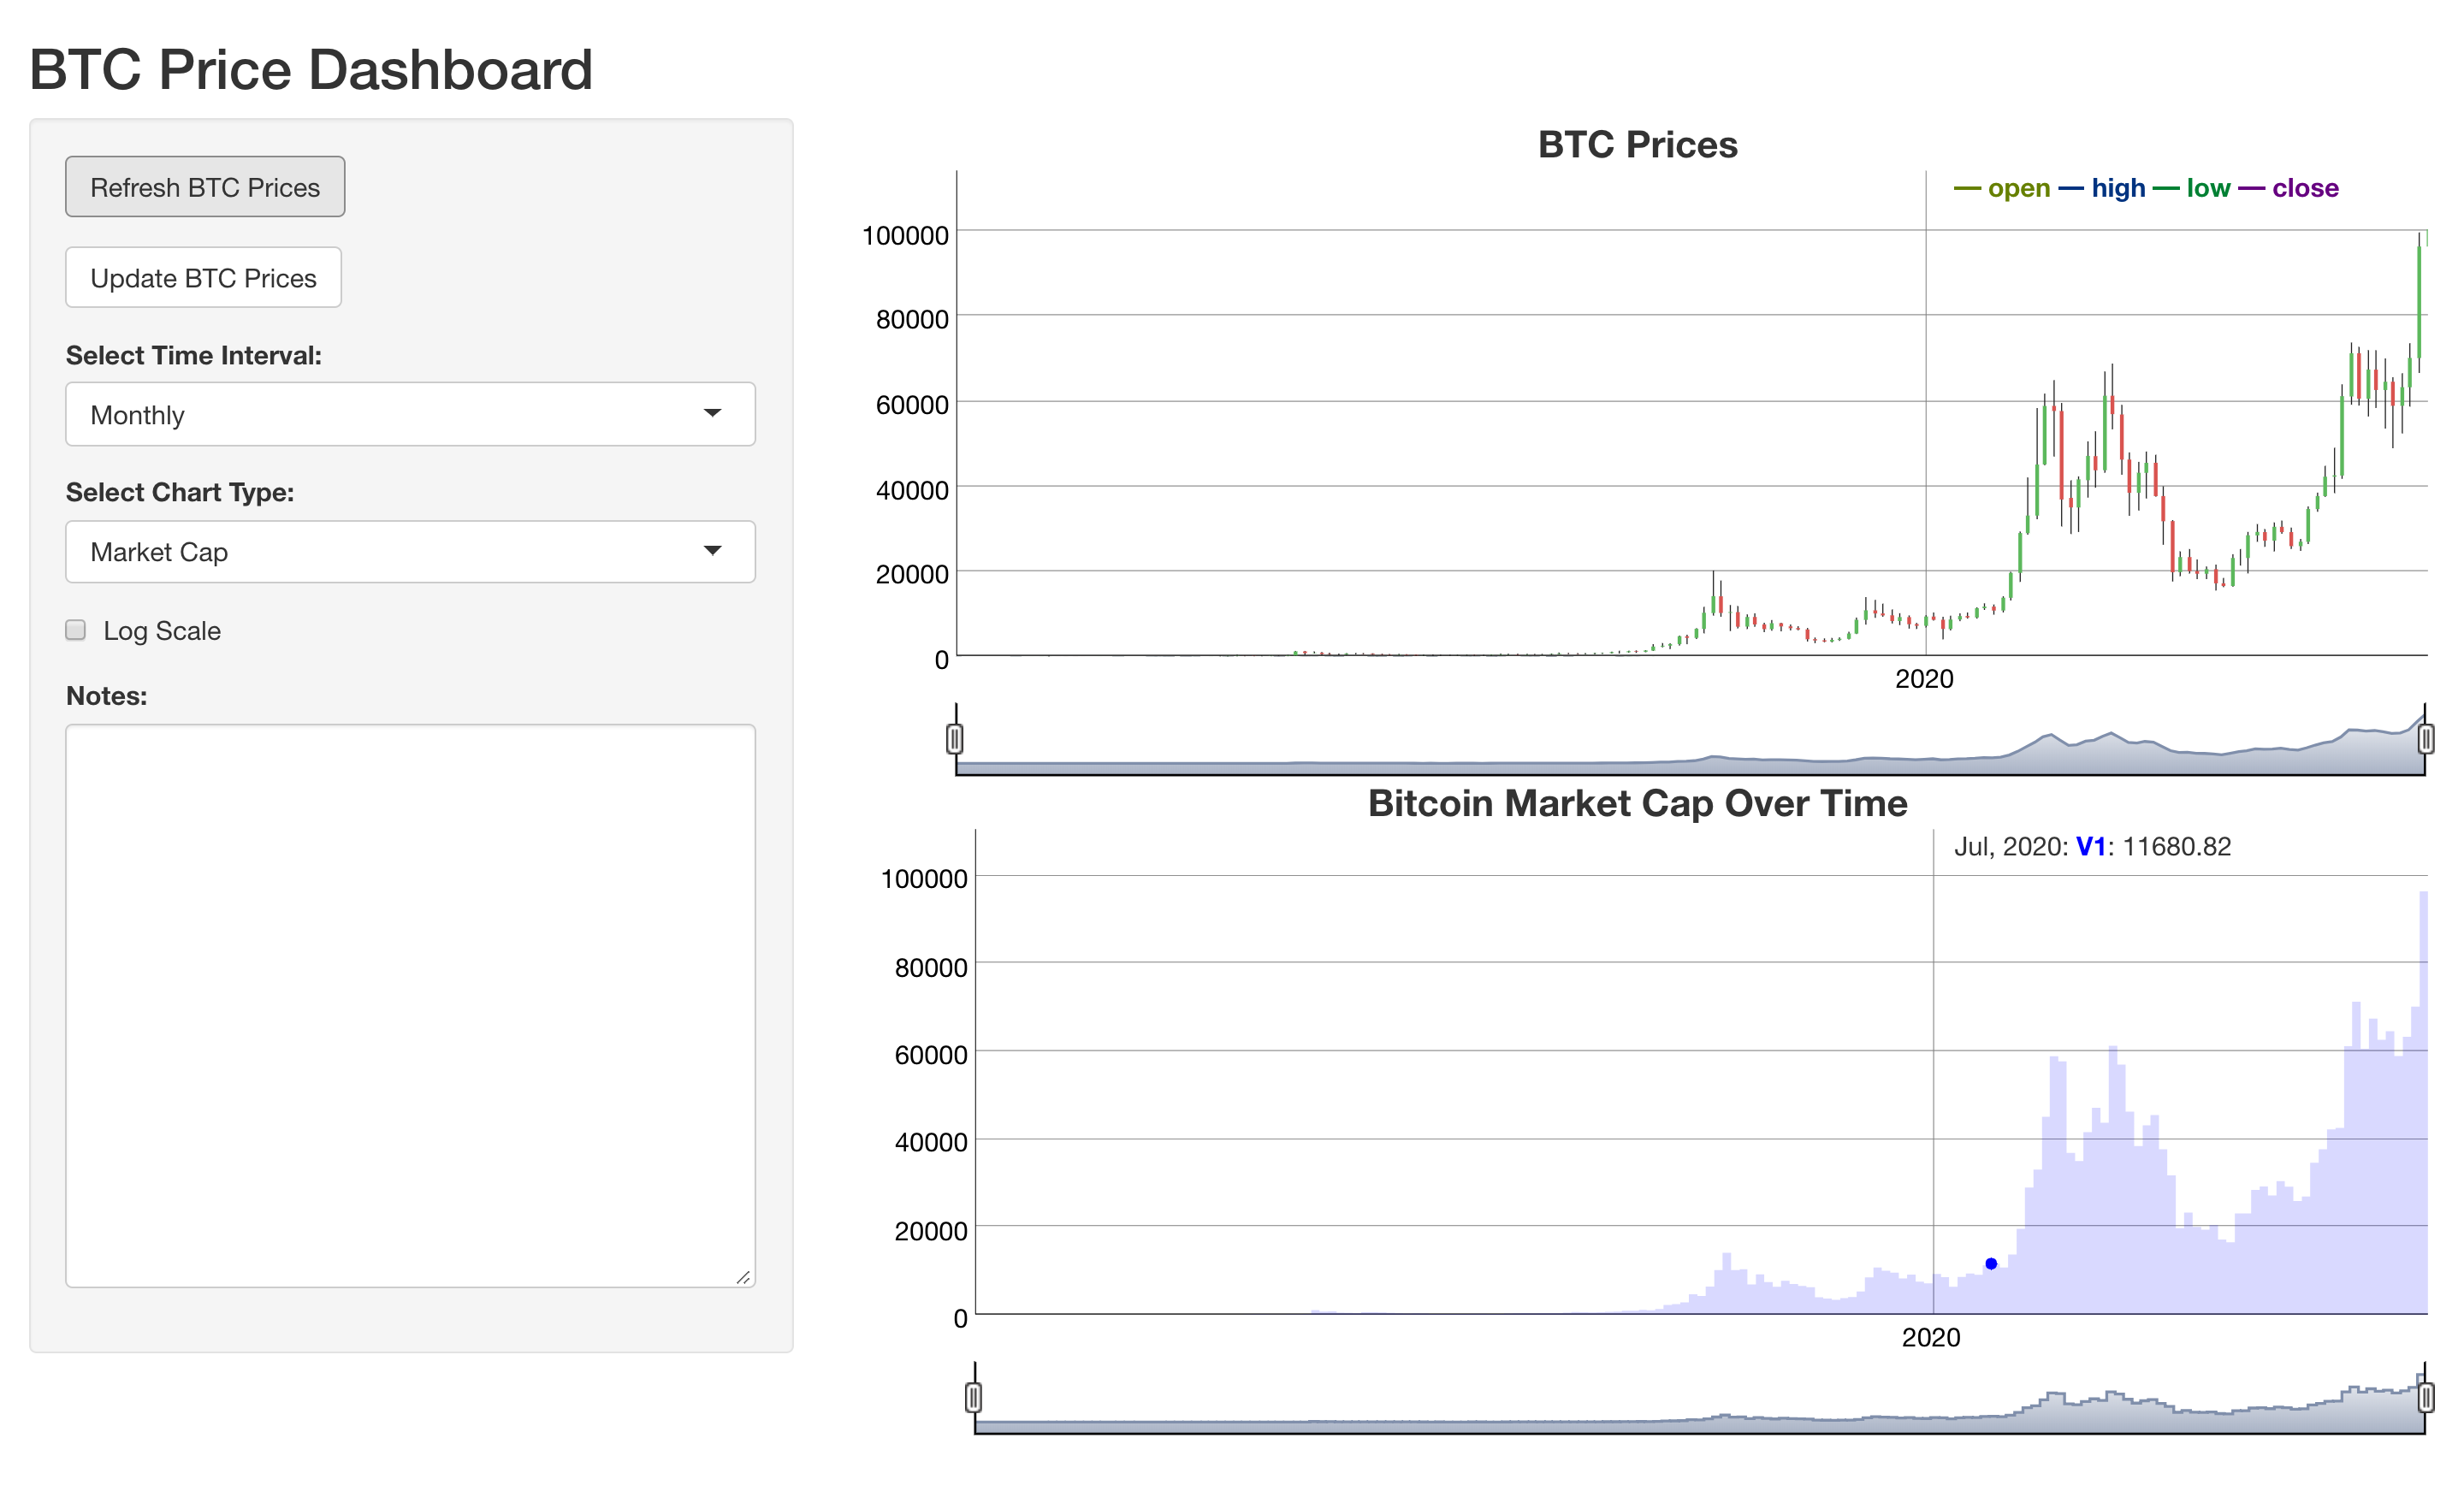 BTC Price Dashboard
Refresh BTC Prices
Update BTC Prices
Select Time Interval:
Monthly
Select Chart Type:
Market Cap
Log Scale
Notes:
BTC Prices
open high low close
100000
80000
60000
40000
20000
0
2020
Bitcoin Market Cap Over Time
Jul, 2020: V1: 11680.82
100000
80000
60000
40000
20000
0
2020